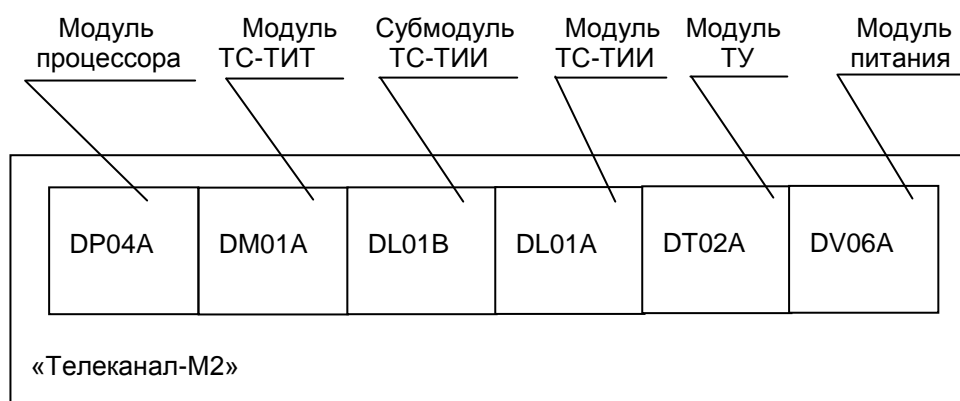 Модуль процессора
Модуль ТС-ТИТ
Субмодуль ТС-ТИИ
Модуль ТС-ТИИ
Модуль ТУ
Модуль питания
DP04A
DM01A
DL01B
DL01A
DT02A
DV06A
«Телеканал-М2»